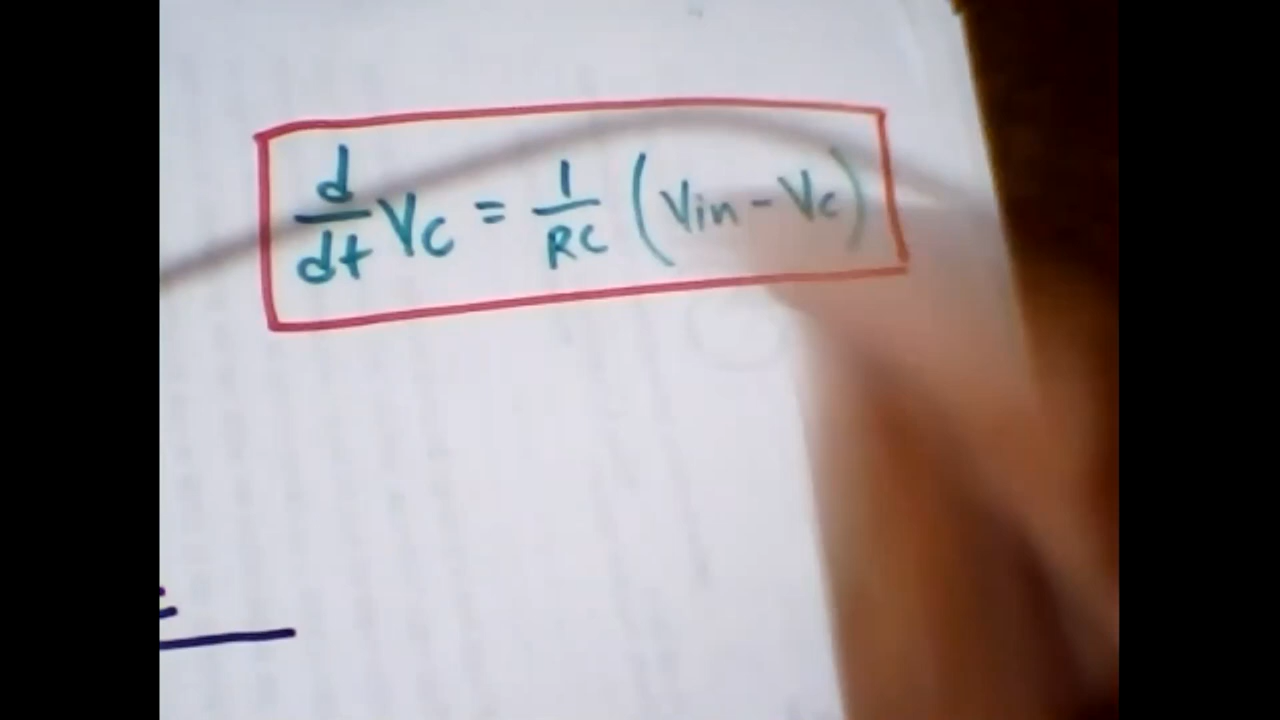 d/dt Vc = 1/RC (Vin - Vc)